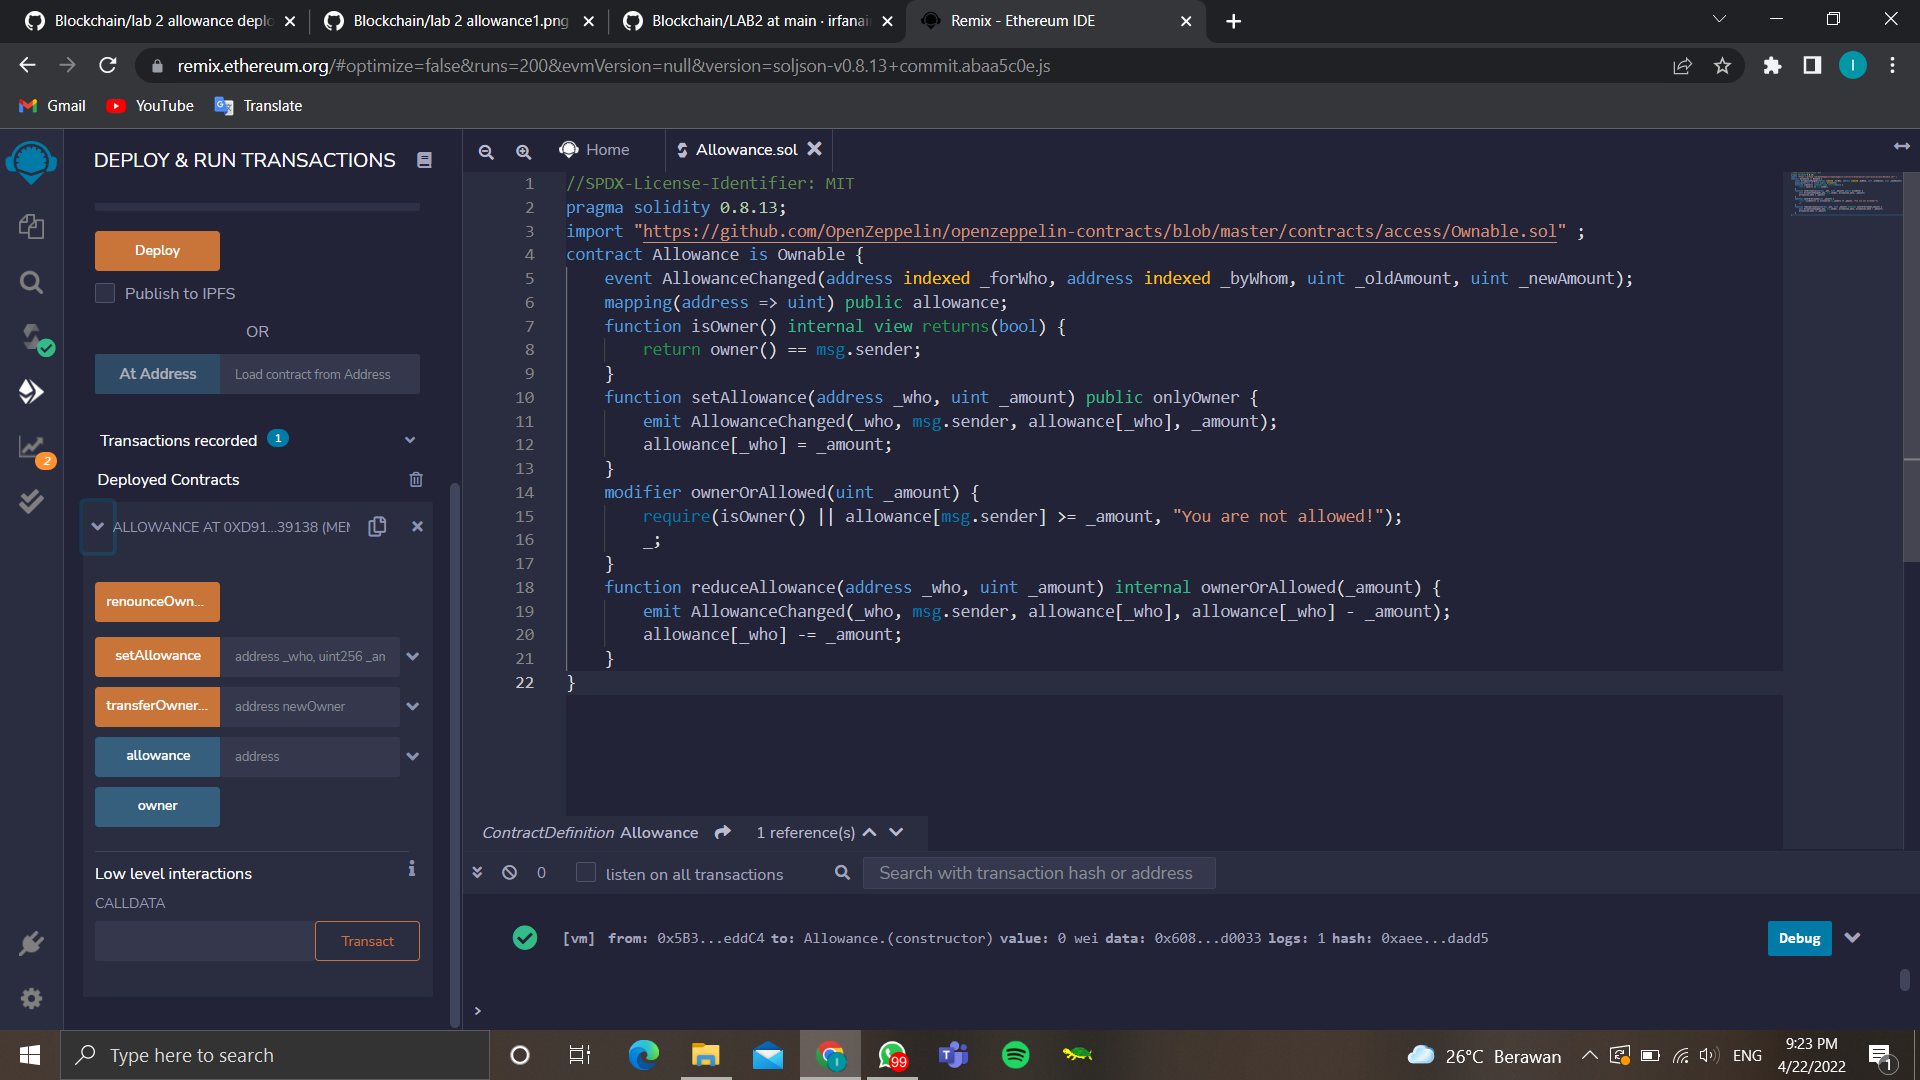 Blockchain/lab 2 allowance deplo
Blockchain/lab 2 allowance1.png
Blockchain/LAB2 at main · irfanai
Remix - Ethereum IDE
remix.ethereum.org/#optimize=false&runs=200&evmVersion=null&version=soljson-v0.8.13+commit.abaa5c0e.js
I
Gmail
YouTube
Translate
DEPLOY & RUN TRANSACTIONS
Deploy
Publish to IPFS
OR
At Address
Load contract from Address
Transactions recorded 1
2
Deployed Contracts
ALLOWANCE AT 0XD91...39138 (MEM
renounceOwn...
setAllowance
address _who, uint256 _am
transferOwner...
address newOwner
allowance
address
owner
Low level interactions
i
CALLDATA
Transact
Home
Allowance.sol
1 //SPDX-License-Identifier: MIT
2 pragma solidity 0.8.13;
3 import "https://github.com/OpenZeppelin/openzeppelin-contracts/blob/master/contracts/access/Ownable.sol" ;
4 contract Allowance is Ownable {
5 event AllowanceChanged(address indexed _forWho, address indexed _byWhom, uint _oldAmount, uint _newAmount);
6 mapping(address => uint) public allowance;
7 function isOwner() internal view returns(bool) {
8 return owner() == msg.sender;
9 }
10 function setAllowance(address _who, uint _amount) public onlyOwner {
11 emit AllowanceChanged(_who, msg.sender, allowance[_who], _amount);
12 allowance[_who] = _amount;
13 }
14 modifier ownerOrAllowed(uint _amount) {
15 require(isOwner() || allowance[msg.sender] >= _amount, "You are not allowed!");
16 _;
17 }
18 function reduceAllowance(address _who, uint _amount) internal ownerOrAllowed(_amount) {
19 emit AllowanceChanged(_who, msg.sender, allowance[_who], allowance[_who] - _amount);
20 allowance[_who] -= _amount;
21 }
22 }
ContractDefinition Allowance 1 reference(s)
0
listen on all transactions
Search with transaction hash or address
[vm] from: 0x5B3...eddC4 to: Allowance.(constructor) value: 0 wei data: 0x608...d0033 logs: 1 hash: 0xaee...dadd5
Debug
>
Type here to search
99
26°C Berawan
ENG
9:23 PM
4/22/2022
1